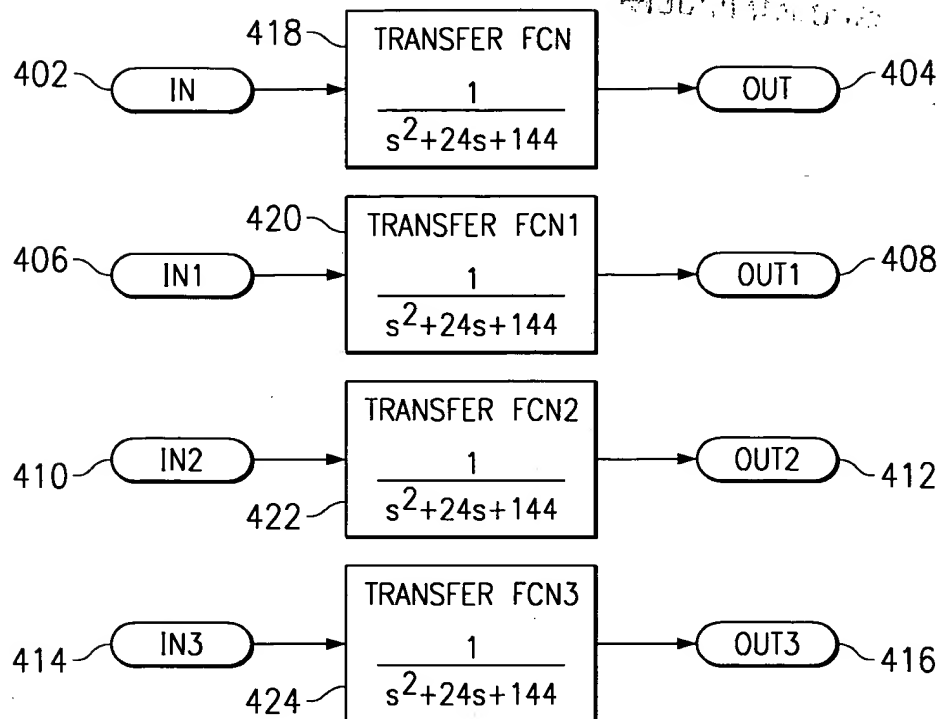 418
TRANSFER FCN
402
IN
1
s²+24s+144
OUT
404
420
TRANSFER FCN1
406
IN1
1
s²+24s+144
OUT1
408
TRANSFER FCN2
410
IN2
1
s²+24s+144
OUT2
412
422
TRANSFER FCN3
414
IN3
1
s²+24s+144
OUT3
416
424